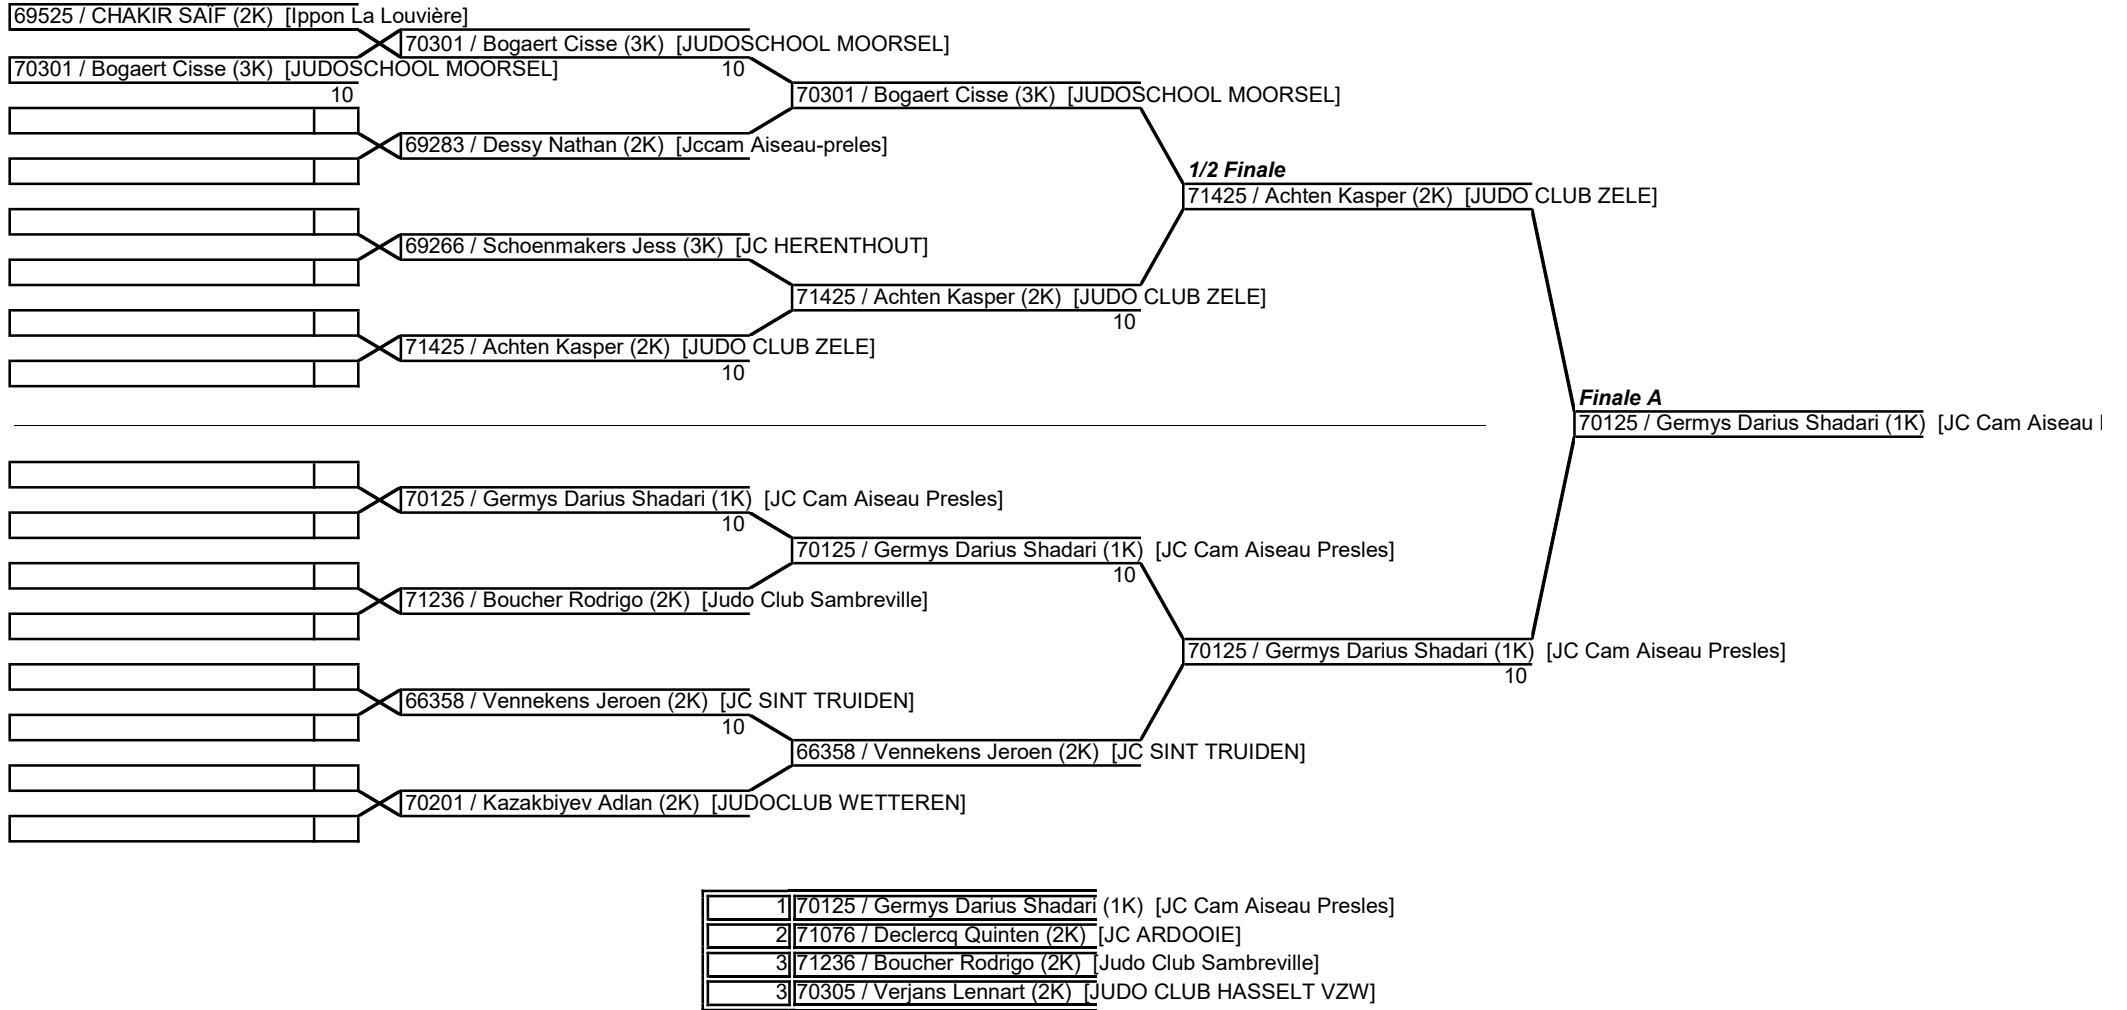 69525 / CHAKIR SAÏF (2K) [Ippon La Louvière]
70301 / Bogaert Cisse (3K) [JUDOSCHOOL MOORSEL]
70301 / Bogaert Cisse (3K) [JUDOSCHOOL MOORSEL]
10
10
70301 / Bogaert Cisse (3K) [JUDOSCHOOL MOORSEL]
69283 / Dessy Nathan (2K) [Jccam Aiseau-preles]
1/2 Finale
71425 / Achten Kasper (2K) [JUDO CLUB ZELE]
69266 / Schoenmakers Jess (3K) [JC HERENTHOUT]
71425 / Achten Kasper (2K) [JUDO CLUB ZELE]
10
71425 / Achten Kasper (2K) [JUDO CLUB ZELE]
10
Finale A
70125 / Germys Darius Shadari (1K) [JC Cam Aiseau
70125 / Germys Darius Shadari (1K) [JC Cam Aiseau Presles]
10
70125 / Germys Darius Shadari (1K) [JC Cam Aiseau Presles]
10
71236 / Boucher Rodrigo (2K) [Judo Club Sambreville]
70125 / Germys Darius Shadari (1K) [JC Cam Aiseau Presles]
10
66358 / Vennekens Jeroen (2K) [JC SINT TRUIDEN]
10
66358 / Vennekens Jeroen (2K) [JC SINT TRUIDEN]
70201 / Kazakbiyev Adlan (2K) [JUDOCLUB WETTEREN]
1 70125 / Germys Darius Shadari (1K) [JC Cam Aiseau Presles]
2 71076 / Declercq Quinten (2K) [JC ARDOOIE]
3 71236 / Boucher Rodrigo (2K) [Judo Club Sambreville]
3 70305 / Verjans Lennart (2K) [JUDO CLUB HASSELT VZW]